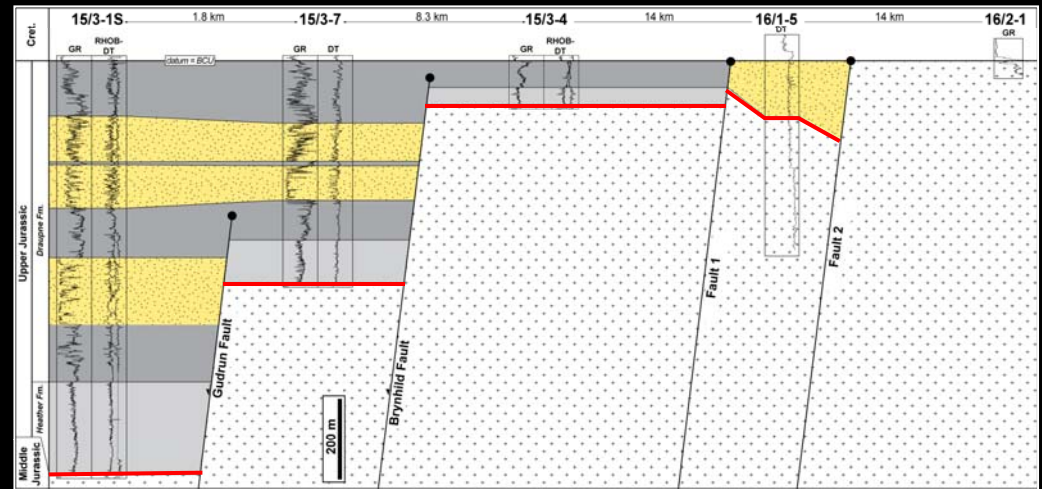 15/3-1S 1.8 km 15/3-7 8.3 km 15/3-4 14 km 16/1-5 14 km 16/2-1
Cret.
GR RHOB-DT GR DT GR RHOB-DT DT GR
datum = BCU
Upper Jurassic
Draupne Fm.
Heather Fm.
Middle Jurassic
Gudrun Fault
Brynhild Fault
Fault 1
Fault 2
200 m